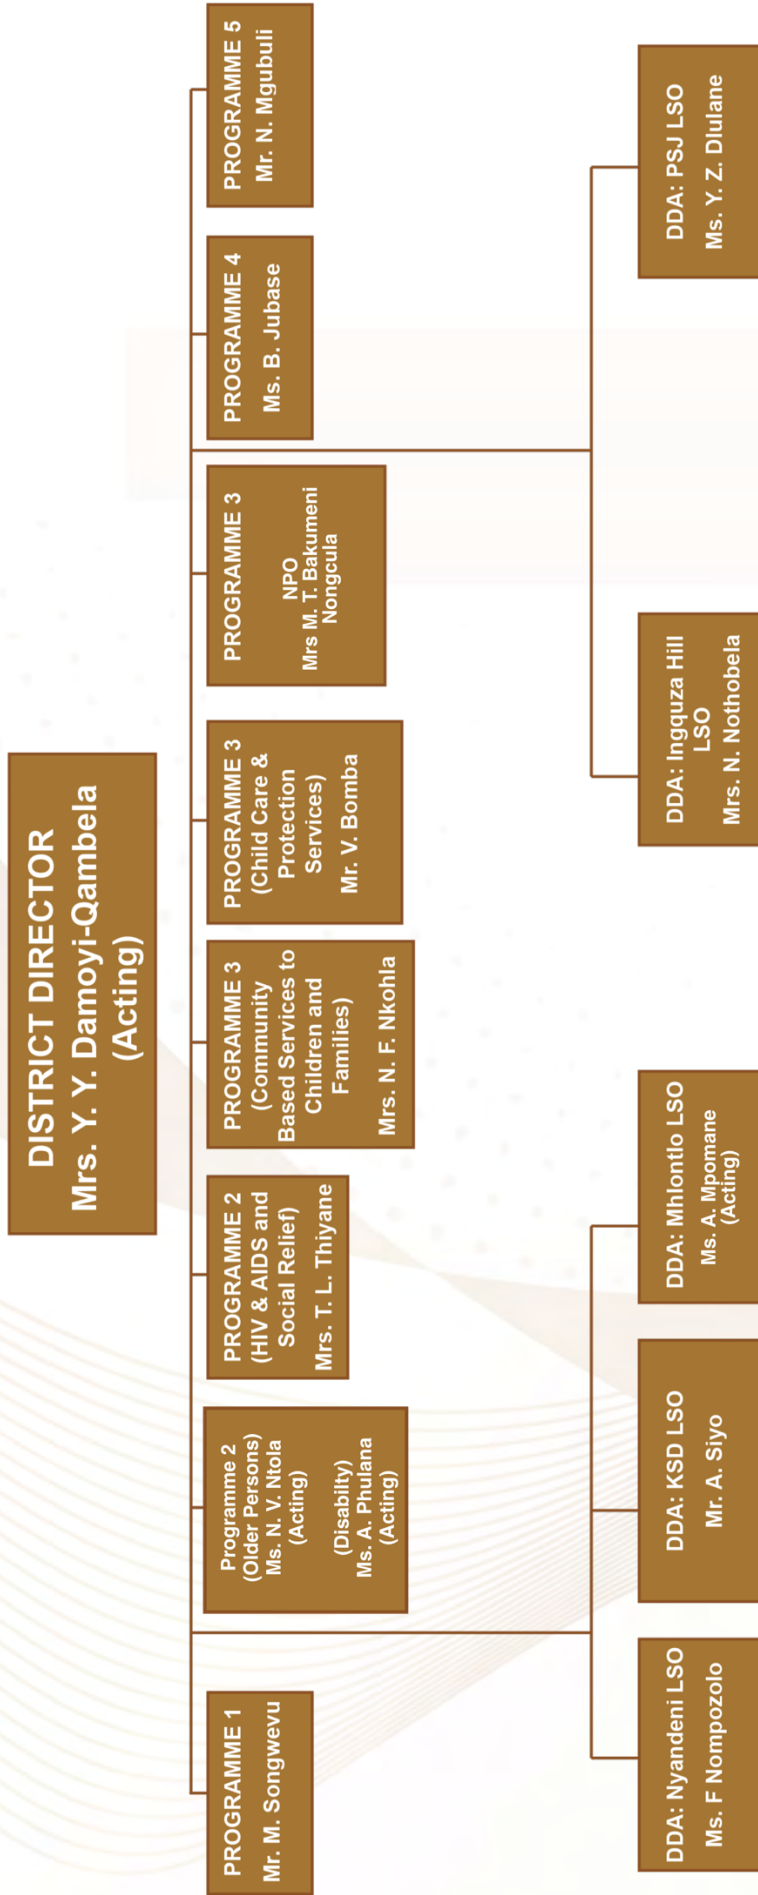 DISTRICT DIRECTOR
Mrs. Y. Y. Damoyi-Qambela
(Acting)
PROGRAMME 1
Mr. M. Songwevu
Programme 2
(Older Persons)
Ms. N. V. Ntola
(Acting)
(Disabilty)
Ms. A. Phulana
(Acting)
PROGRAMME 2
(HIV & AIDS and
Social Relief)
Mrs. T. L. Thiyane
PROGRAMME 3
(Community
Based Services to
Children and
Families)
Mrs. N. F. Nkohla
PROGRAMME 3
(Child Care &
Protection
Services)
Mr. V. Bomba
PROGRAMME 3
NPO
Mrs M. T. Bakumeni
Nongcula
PROGRAMME 4
Ms. B. Jubase
PROGRAMME 5
Mr. N. Mgubuli
DDA: Nyandeni LSO
Ms. F Nompozolo
DDA: KSD LSO
Mr. A. Siyo
DDA: Mhlontlo LSO
Ms. A. Mpomane
(Acting)
DDA: Ingquza Hill
LSO
Mrs. N. Nothobela
DDA: PSJ LSO
Ms. Y. Z. Dlulane